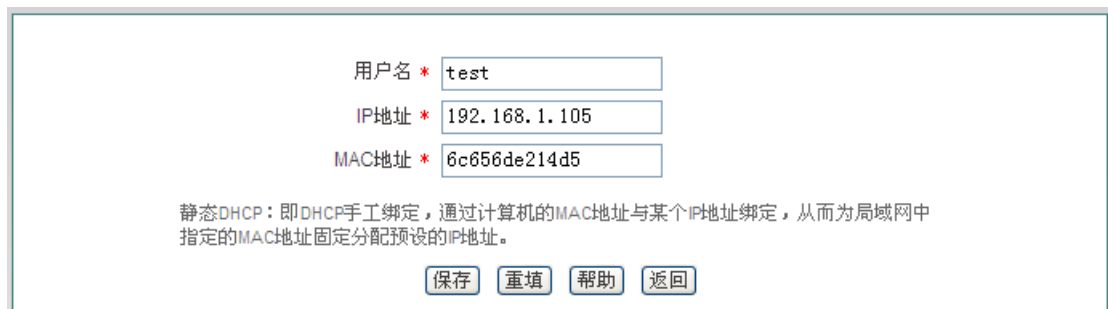 用户名 * test
IP地址 * 192.168.1.105
MAC地址 * 6c656de214d5
静态DHCP：即DHCP手工绑定，通过计算机的MAC地址与某个IP地址绑定，从而为局域网中
指定的MAC地址固定分配预设的IP地址。
保存 重填 帮助 返回